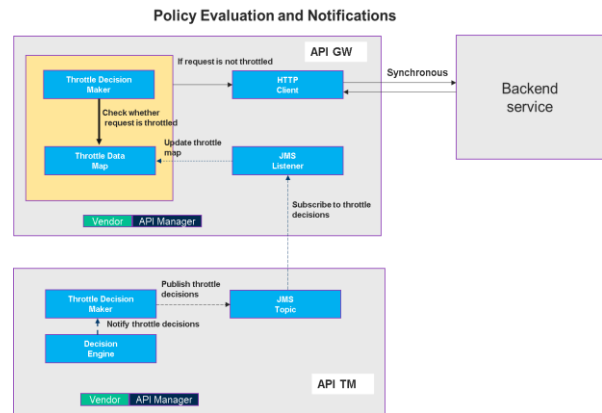 Policy Evaluation and Notifications
API GW
If request is not throttled
Throttle Decision
Maker
HTTP
Client
Synchronous
Backend
service
Check whether
request is throttled
Update throttle
map
Throttle Data
Map
JMS
Listener
Subscribe to throttle
decisions
Vendor
API Manager
Publish throttle
decisions
Throttle Decision
Maker
JMS
Topic
Notify throttle decisions
Decision
Engine
API TM
Vendor
API Manager